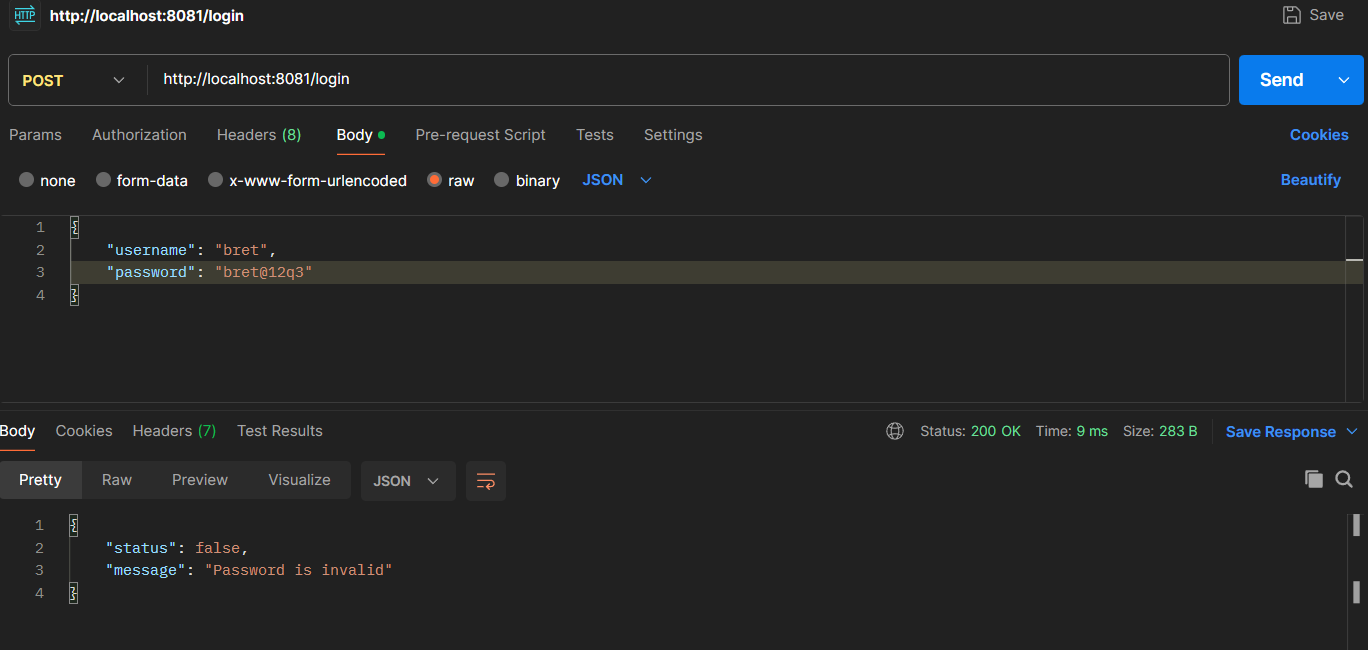 HTTP http://localhost:8081/login Save
POST http://localhost:8081/login Send
Params Authorization Headers (8) Body Pre-request Script Tests Settings Cookies
none form-data x-www-form-urlencoded raw binary JSON Beautify
1 {
2 "username": "bret",
3 "password": "bret@12q3"
4 }
Body Cookies Headers (7) Test Results Status: 200 OK Time: 9 ms Size: 283 B Save Response
Pretty Raw Preview Visualize JSON
1 {
2 "status": false,
3 "message": "Password is invalid"
4 }